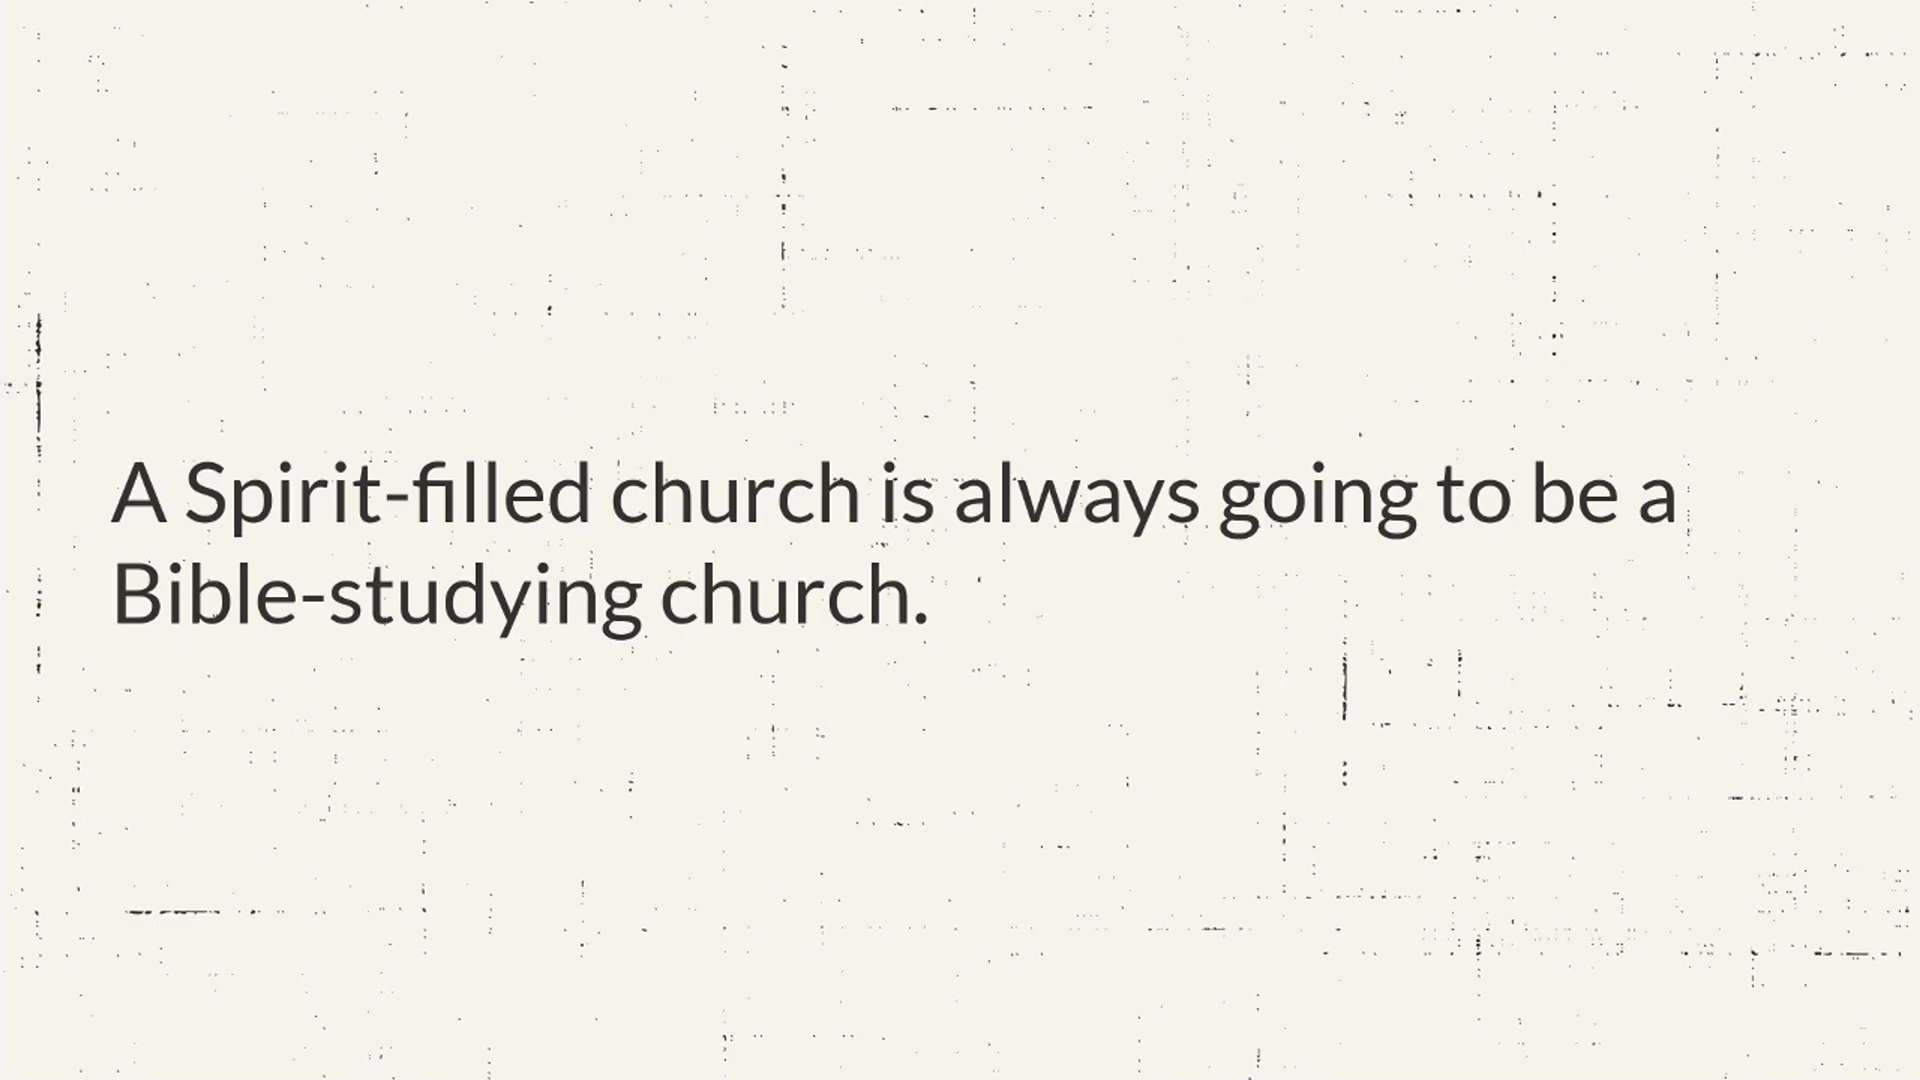 A Spirit-filled church is always going to be a
Bible-studying church.